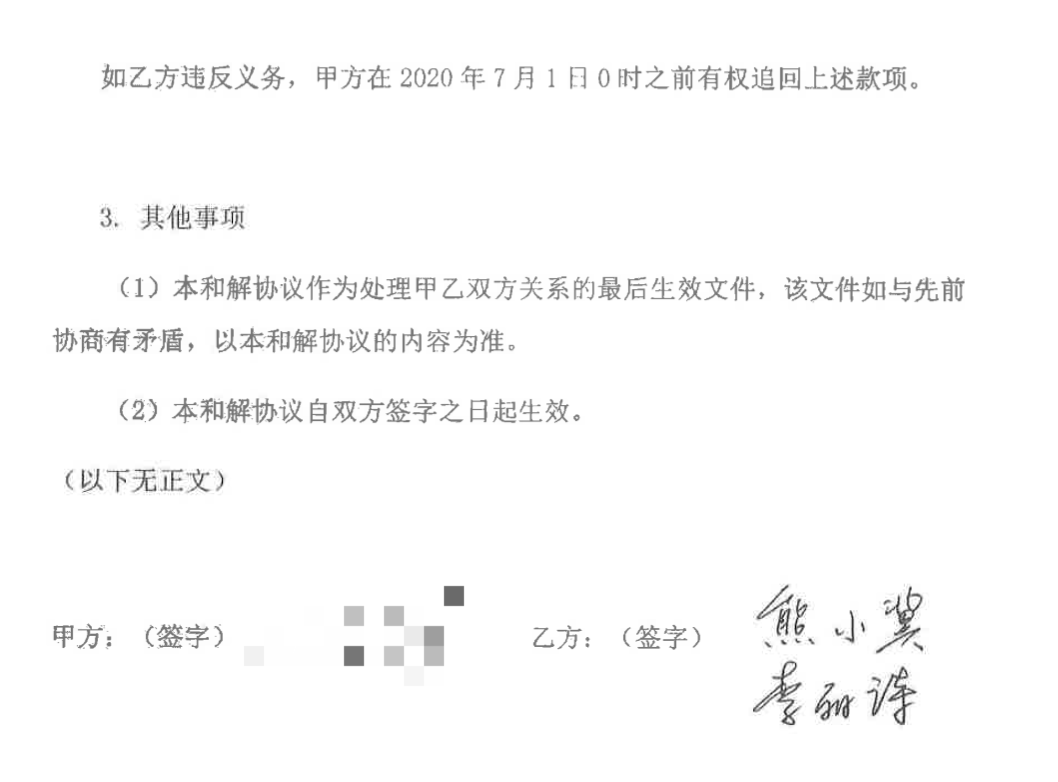 如乙方违反义务，甲方在 2020 年 7 月 1 日 0 时之前有权追回上述款项。
3. 其他事项
（1）本和解协议作为处理甲乙双方关系的最后生效文件，该文件如与先前
协商有矛盾，以本和解协议的内容为准。
（2）本和解协议自双方签字之日起生效。
（以下无正文）
甲方：（签字） 乙方：（签字） 熊小冀
李丽诗